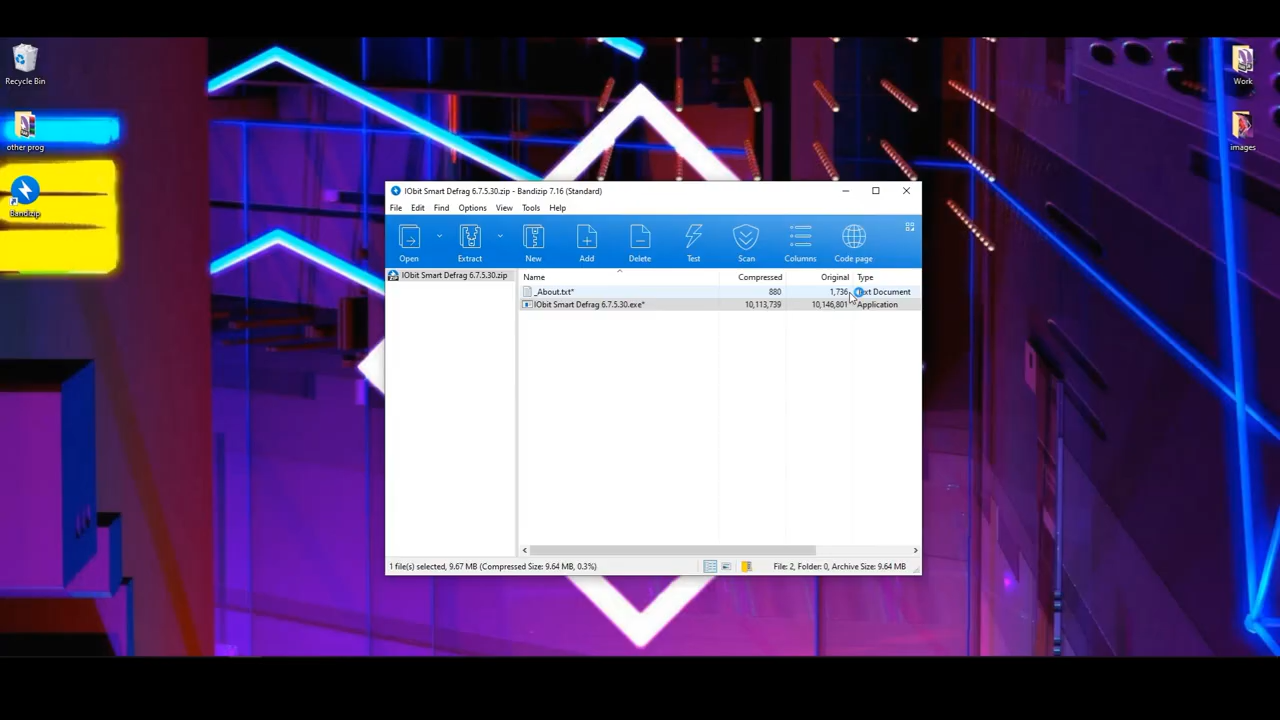 Recycle Bin
other prog
Bandizip
Work
images
IObit Smart Defrag 6.7.5.30.zip - Bandizip 7.16 (Standard)
File Edit Find Options View Tools Help
Open Extract New Add Delete Test Scan Columns Code page
IObit Smart Defrag 6.7.5.30.zip
Name Compressed Original Type
_About.txt* 880 1,736 Text Document
IObit Smart Defrag 6.7.5.30.exe* 10,113,739 10,146,801 Application
1 file(s) selected, 9.67 MB (Compressed Size: 9.64 MB, 0.3%)
File: 2, Folder: 0, Archive Size: 9.64 MB